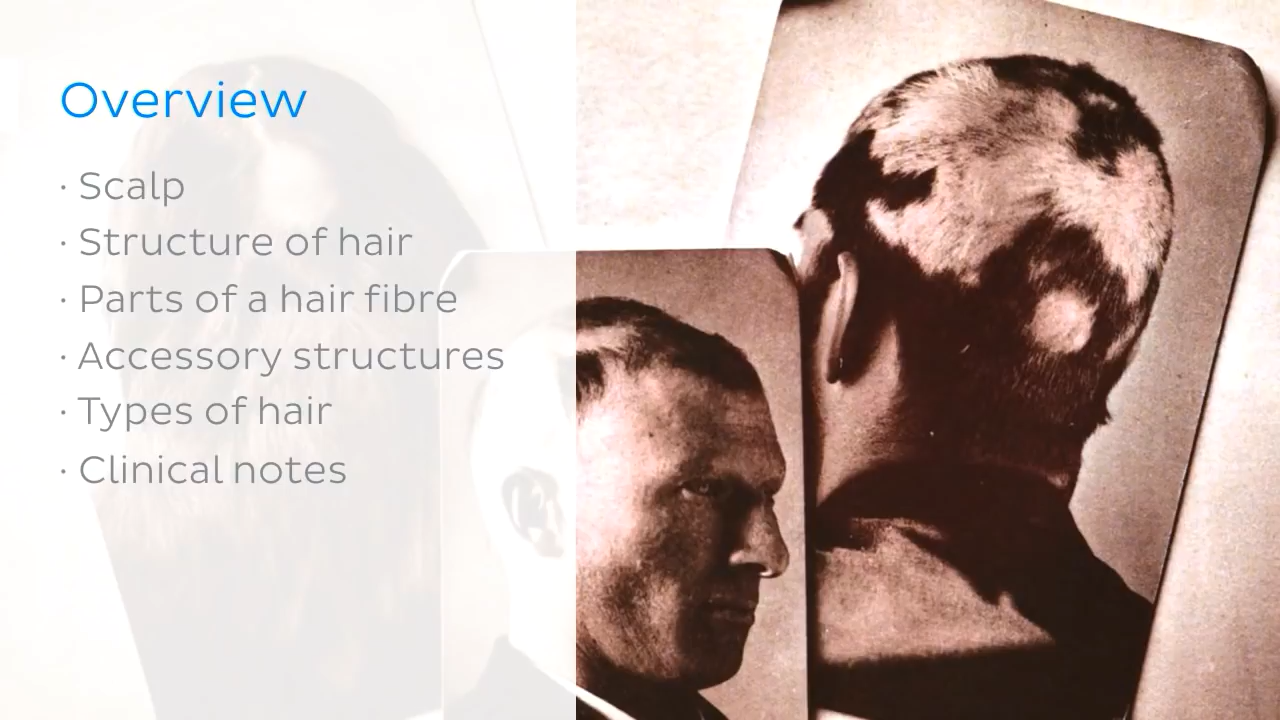 Overview
· Scalp
· Structure of hair
· Parts of a hair fibre
· Accessory structures
· Types of hair
· Clinical notes